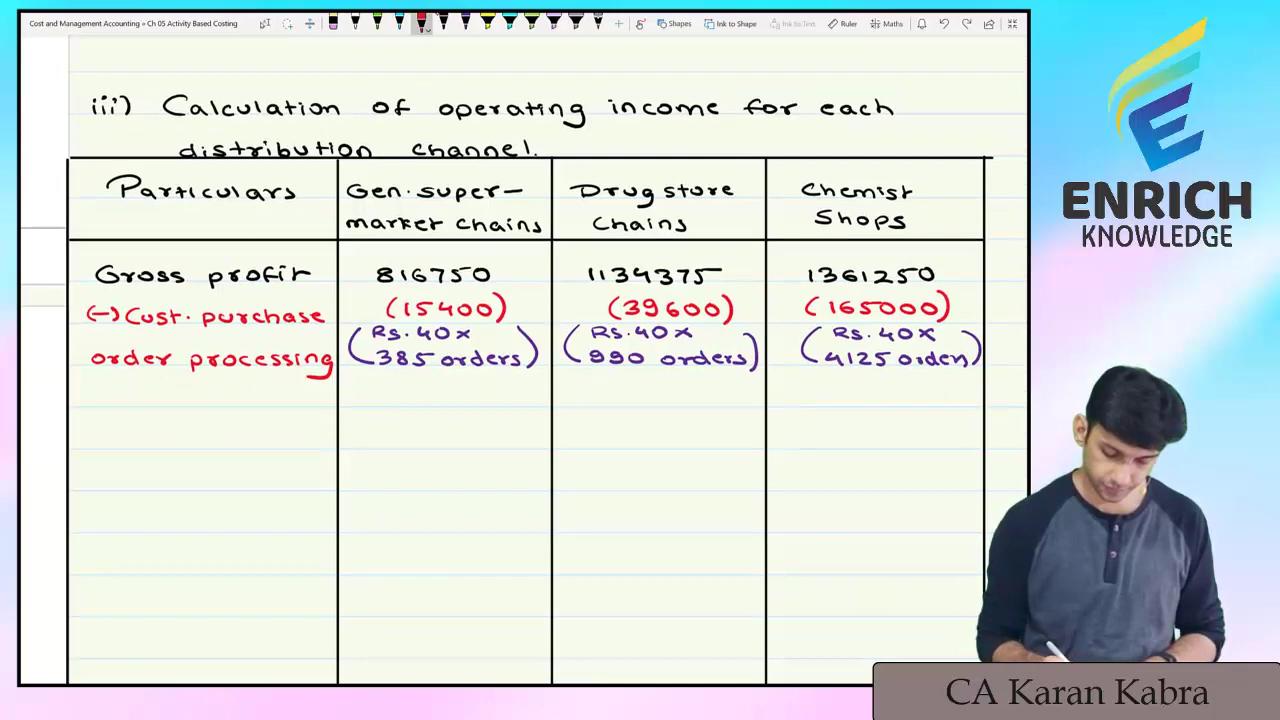 Cost and Management Accounting » Ch 05 Activity Based Costing
Shapes
Ink to Shape
Ink to Text
Ruler
Maths
iii) Calculation of operating income for each
distribution channel.
Particulars
Gen. super-
market chains
Drug store
Chains
Chemist
Shops
Gross profit
816750
1134375
1361250
(-) Cust. purchase
order processing
(15400)
(Rs. 40 x
385 orders)
(39600)
(Rs. 40 x
990 orders)
(165000)
(Rs. 40 x
4125 orders)
ENRICH
KNOWLEDGE
CA Karan Kabra